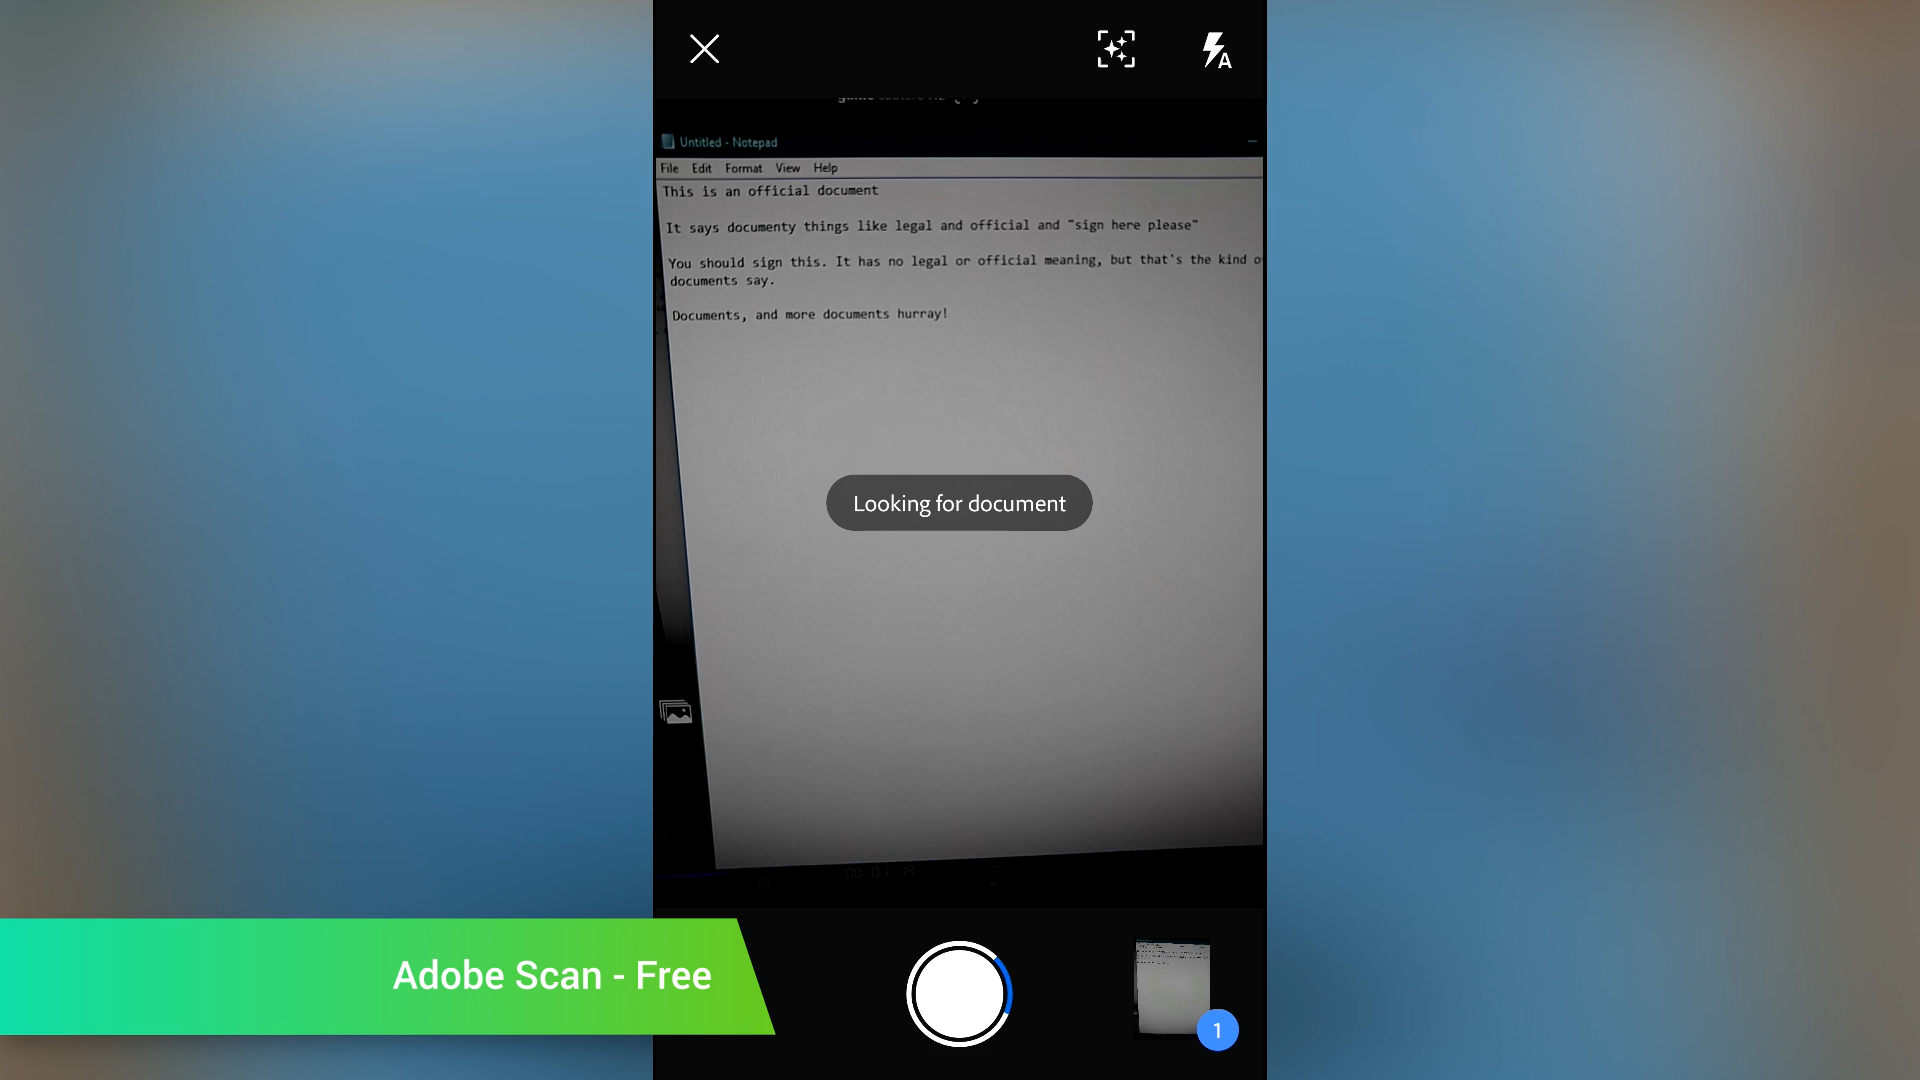 Untitled - Notepad
File Edit Format View Help
This is an official document
It says documenty things like legal and official and "sign here please"
You should sign this. It has no legal or official meaning, but that's the kind
documents say.
Documents, and more documents hurray!
Looking for document
Adobe Scan - Free
1